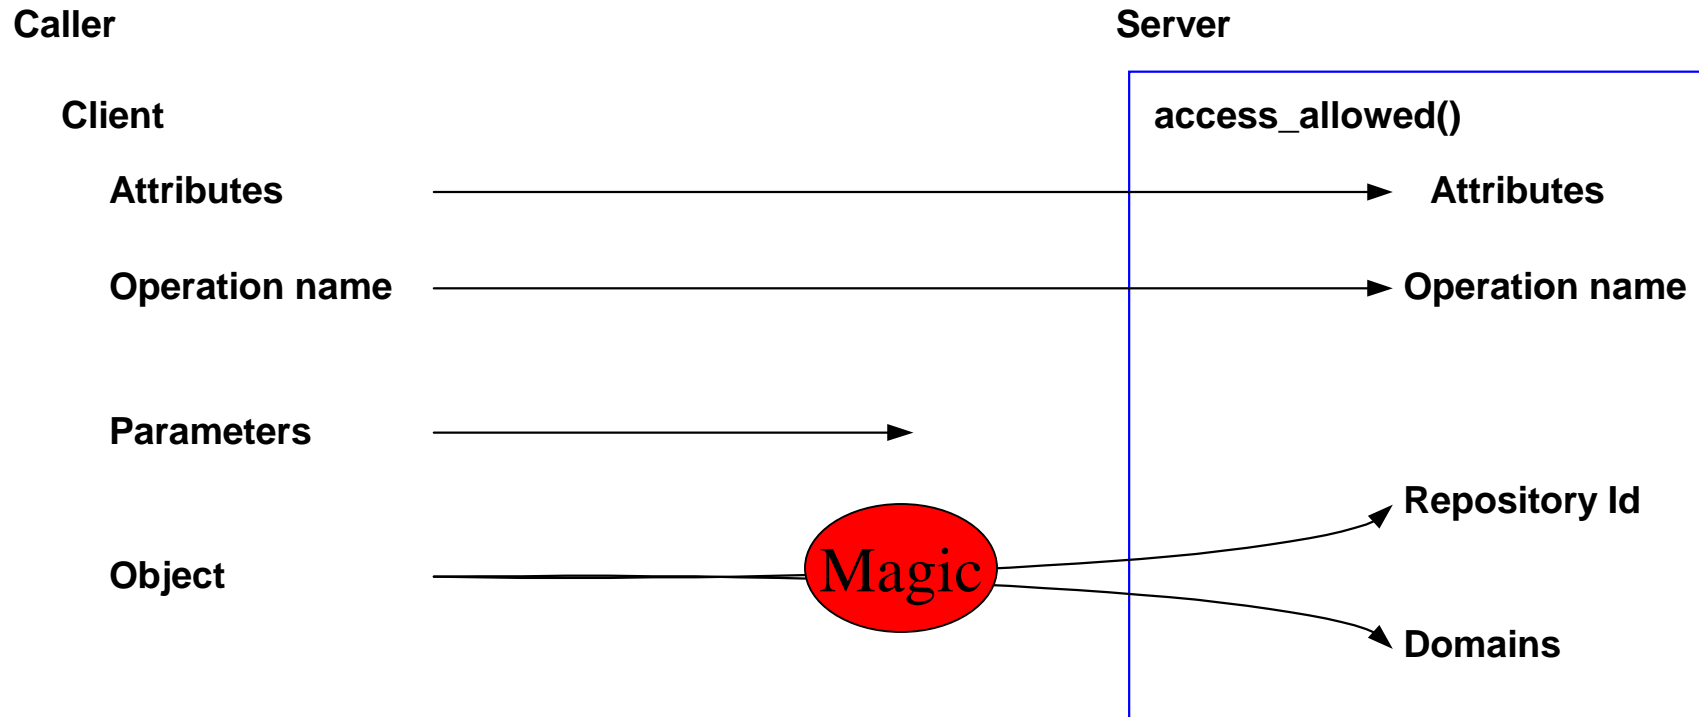 Caller
Server
Client
access_allowed()
Attributes
Attributes
Operation name
Operation name
Parameters
Repository Id
Magic
Object
Domains